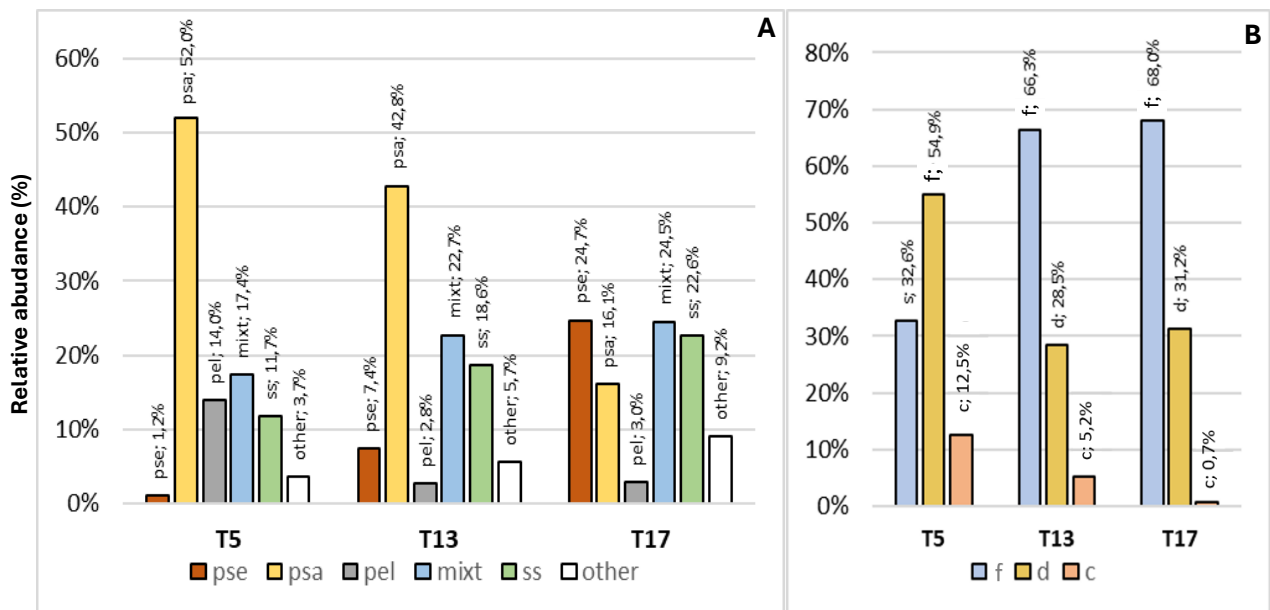 A
Relative abudance (%)
60%
50%
40%
30%
20%
10%
0%
pse; 1,2%
psa; 52,0%
pel; 14,0%
mixt; 17,4%
ss; 11,7%
other; 3,7%
pse; 7,4%
psa; 42,8%
pel; 2,8%
mixt; 22,7%
ss; 18,6%
other; 5,7%
pse; 24,7%
psa; 16,1%
pel; 3,0%
mixt; 24,5%
ss; 22,6%
other; 9,2%
T5 T13 T17
pse psa pel mixt ss other
B
80%
70%
60%
50%
40%
30%
20%
10%
0%
s; 32,6%
f; 54,9%
c; 12,5%
f; 66,3%
d; 28,5%
c; 5,2%
f; 68,0%
d; 31,2%
c; 0,7%
T5 T13 T17
f d c